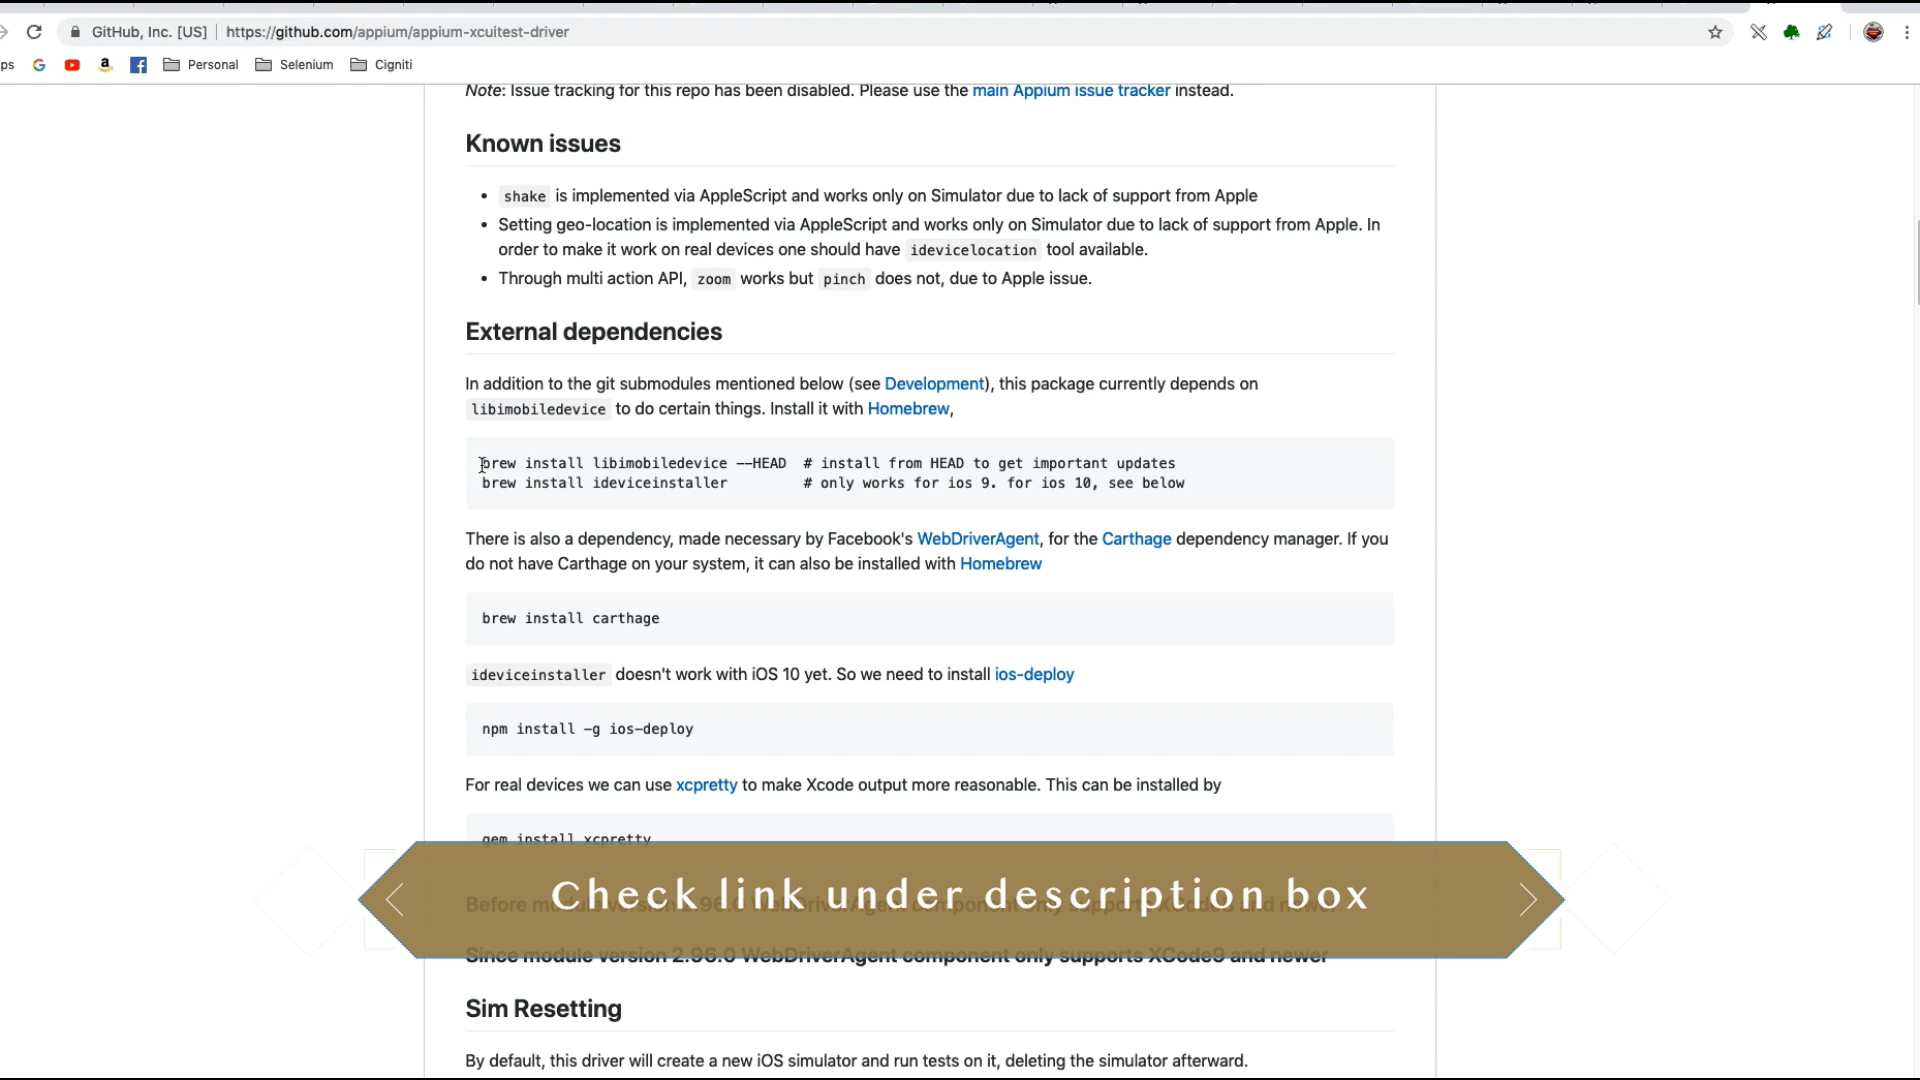 GitHub, Inc. [US] https://github.com/appium/appium-xcuitest-driver
ps Personal Selenium Cigniti
Note: Issue tracking for this repo has been disabled. Please use the main Appium issue tracker instead.
Known issues
• shake is implemented via AppleScript and works only on Simulator due to lack of support from Apple
• Setting geo-location is implemented via AppleScript and works only on Simulator due to lack of support from Apple. In
order to make it work on real devices one should have idevicelocation tool available.
• Through multi action API, zoom works but pinch does not, due to Apple issue.
External dependencies
In addition to the git submodules mentioned below (see Development), this package currently depends on
libimobiledevice to do certain things. Install it with Homebrew,
brew install libimobiledevice --HEAD # install from HEAD to get important updates
brew install ideviceinstaller # only works for ios 9. for ios 10, see below
There is also a dependency, made necessary by Facebook's WebDriverAgent, for the Carthage dependency manager. If you
do not have Carthage on your system, it can also be installed with Homebrew
brew install carthage
ideviceinstaller doesn't work with iOS 10 yet. So we need to install ios-deploy
npm install -g ios-deploy
For real devices we can use xcpretty to make Xcode output more reasonable. This can be installed by
gem install xcpretty
Check link under description box
Since module version 2.96.0 WebDriverAgent component only supports XCode9 and newer
Sim Resetting
By default, this driver will create a new iOS simulator and run tests on it, deleting the simulator afterward.